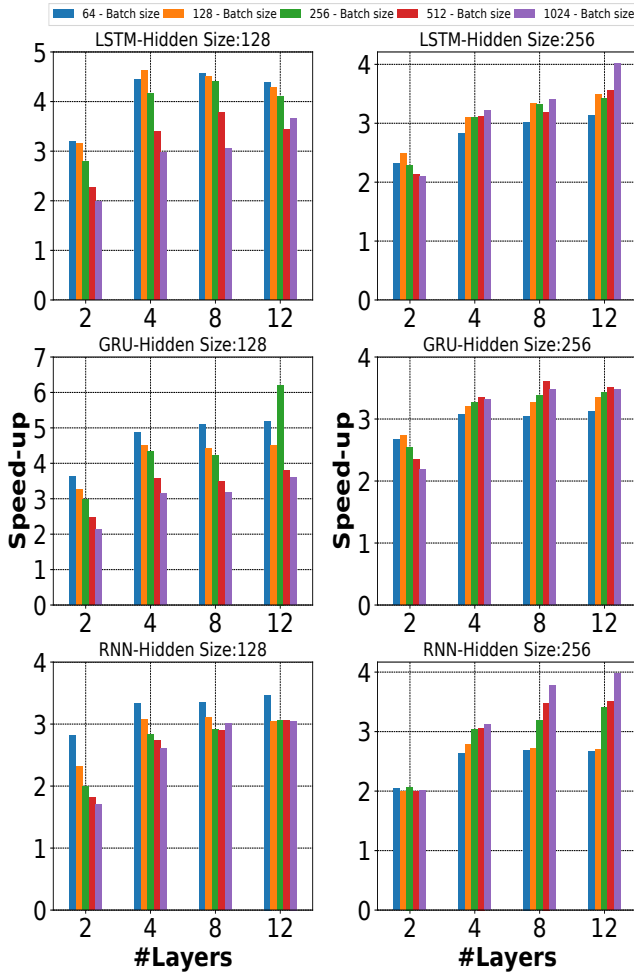 64 - Batch size 128 - Batch size 256 - Batch size 512 - Batch size 1024 - Batch size
LSTM-Hidden Size:128
5
4
3
2
1
0
2 4 8 12
LSTM-Hidden Size:256
4
3
2
1
0
2 4 8 12
GRU-Hidden Size:128
Speed-up
7
6
5
4
3
2
1
0
2 4 8 12
GRU-Hidden Size:256
Speed-up
4
3
2
1
0
2 4 8 12
RNN-Hidden Size:128
4
3
2
1
0
2 4 8 12
#Layers
RNN-Hidden Size:256
4
3
2
1
0
2 4 8 12
#Layers